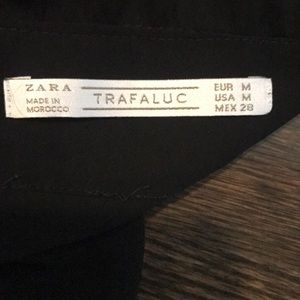 ZARA
MADE IN
MOROCCO
TRAFALUC
EUR M
USA M
MEX 28